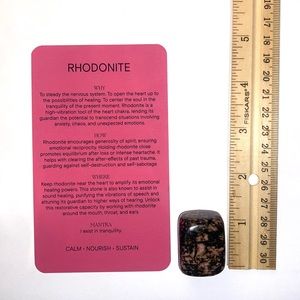 RHODONITE
WHY
To steady the nervous system. To open the heart up to
the possibilities of healing. To center the soul in the
tranquility of the present moment, Rhodonite is a
high-vibration tool of the heart chakra, lending its
guardian the potential to transcend situations involving
anxiety, chaos, and unexpected emotions.
HOW
Rhodonite encourages generosity of spirit, ensuring
emotional reciprocity. Holding rhodonite close
promotes equilibrium after loss or intense heartache. It
helps with clearing the after-effects of past trauma,
guarding against self-destruction and self-sabotage
WHERE
Keep rhodonite near the heart to amplify its emotional
healing powers. This stone is also known to assist in
sound healing, purifying the vibrations of speech and
attuning its guardian to higher ways of hearing. Unlock
this restorative capacity by working with rhodonite
around the mouth, throat, and ears.
MANTRA
I exist in tranquility.
CALM • NOURISH • SUSTAIN
5
4
3
2
1
FISKARS